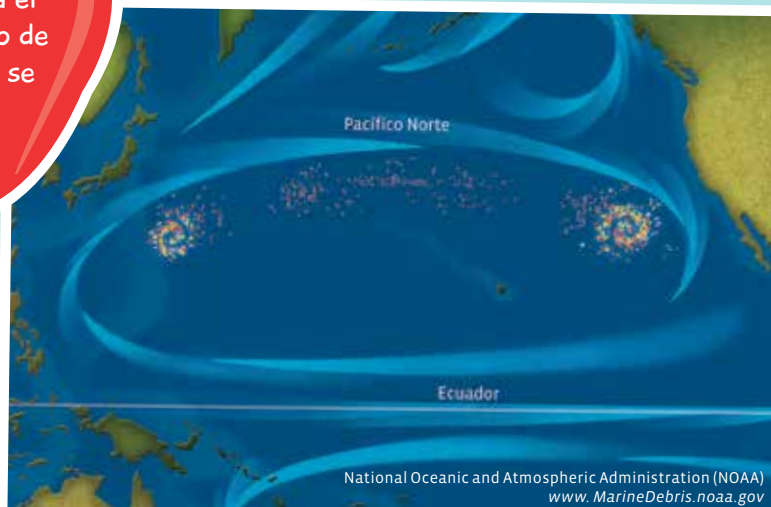 a el
o de
se
Pacífico Norte
Ecuador
National Oceanic and Atmospheric Administration (NOAA)
www. MarineDebris.noaa.gov